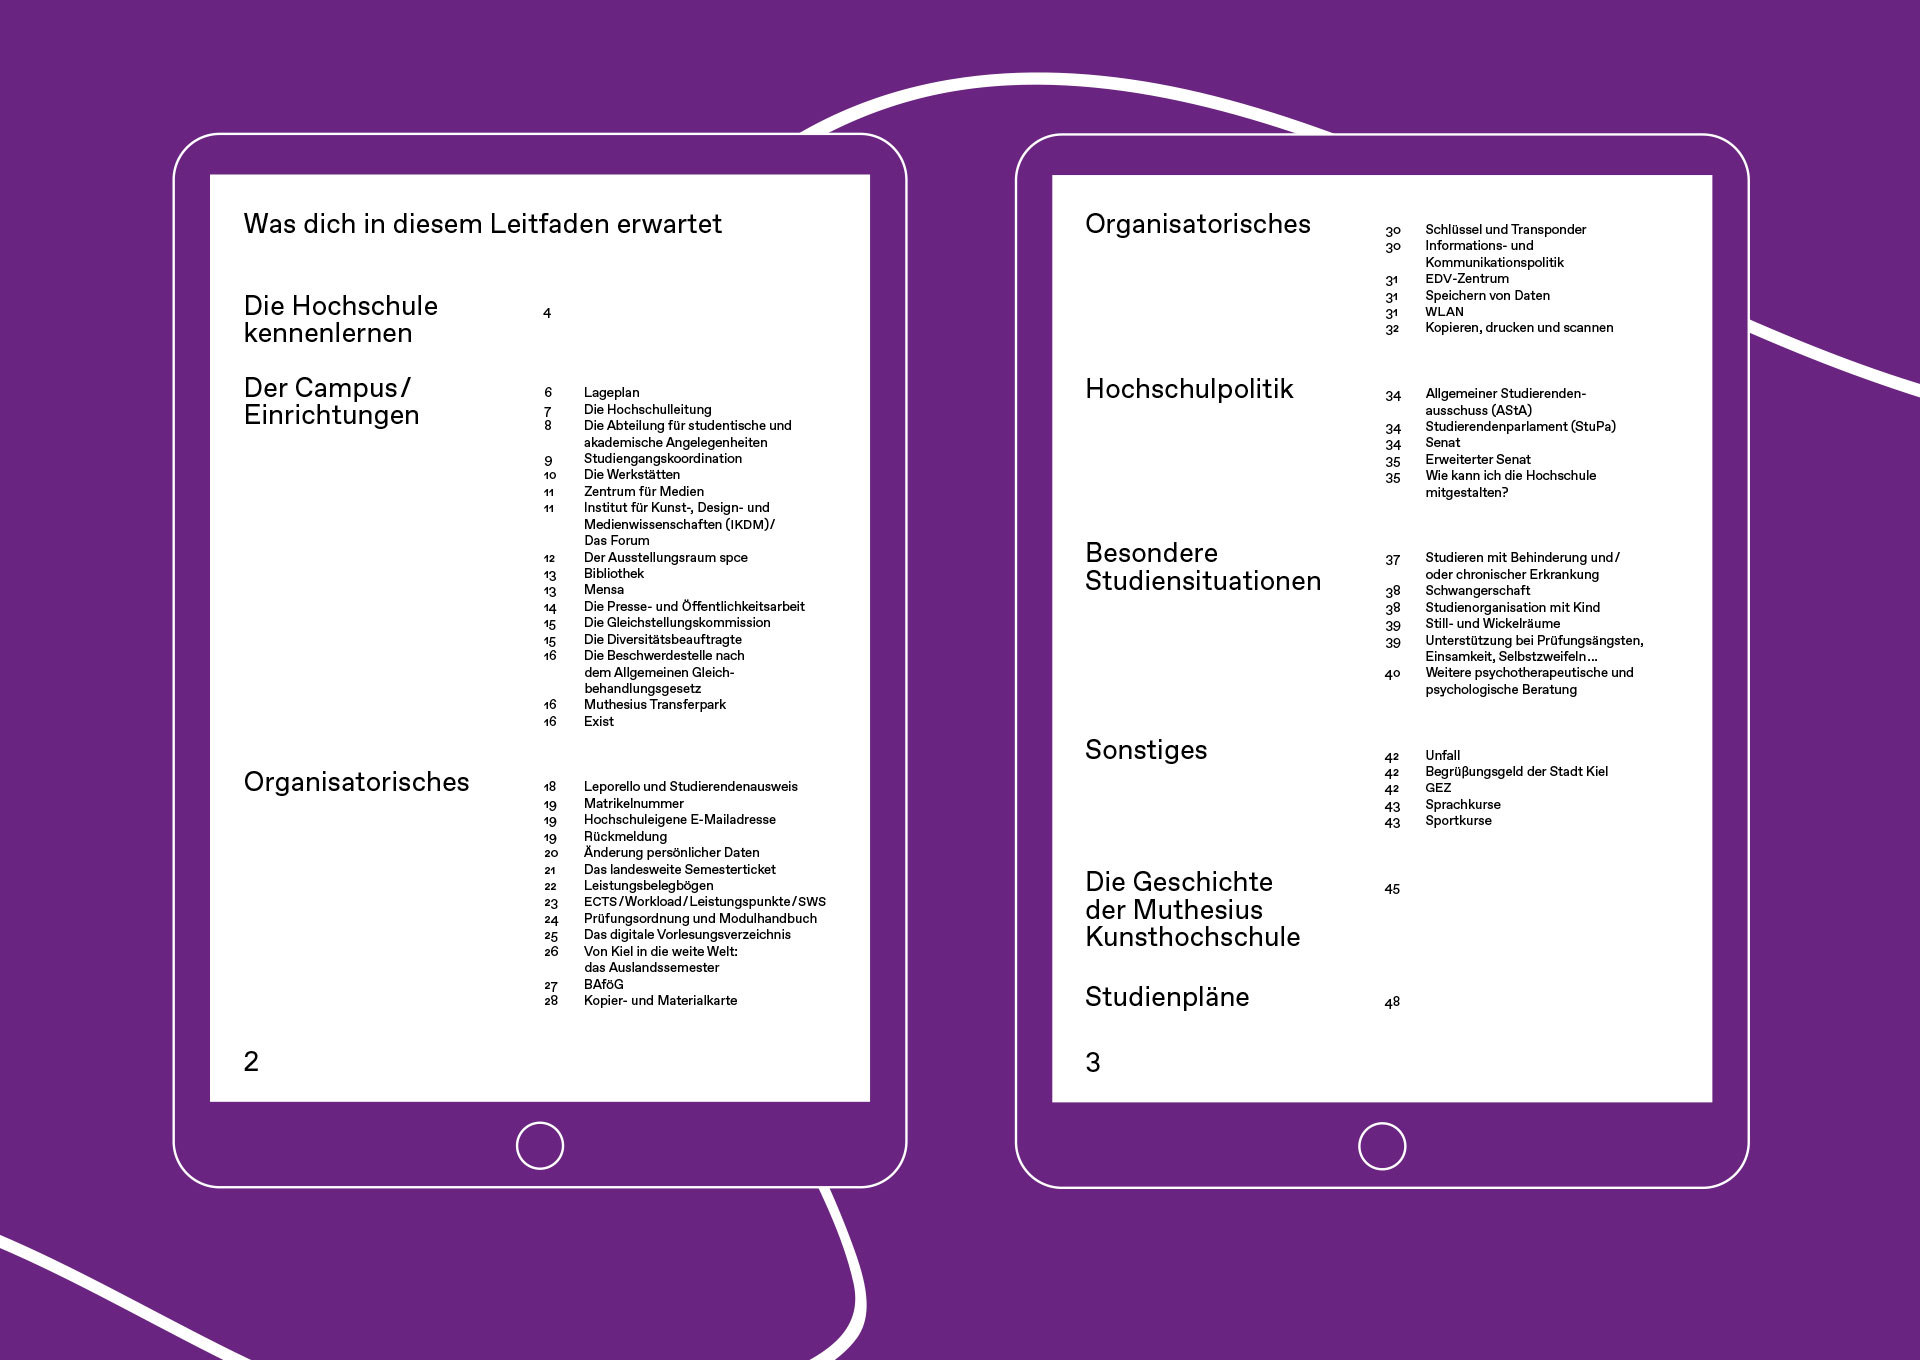 Was dich in diesem Leitfaden erwartet
Die Hochschule
kennenlernen
4
Der Campus/
Einrichtungen
6 Lageplan
7 Die Hochschulleitung
8 Die Abteilung für studentische und
akademische Angelegenheiten
9 Studiengangskoordination
10 Die Werkstätten
11 Zentrum für Medien
11 Institut für Kunst-, Design- und
Medienwissenschaften (IKDM)/
Das Forum
12 Der Ausstellungsraum spce
13 Bibliothek
13 Mensa
14 Die Presse- und Öffentlichkeitsarbeit
15 Die Gleichstellungskommission
15 Die Diversitätsbeauftragte
16 Die Beschwerdestelle nach
dem Allgemeinen Gleich-
behandlungsgesetz
16 Muthesius Transferpark
16 Exist
Organisatorisches
18 Leporello und Studierendenausweis
19 Matrikelnummer
19 Hochschuleigene E-Mailadresse
19 Rückmeldung
20 Änderung persönlicher Daten
21 Das landesweite Semesterticket
22 Leistungsbelegbögen
23 ECTS/Workload/Leistungspunkte/SWS
24 Prüfungsordnung und Modulhandbuch
25 Das digitale Vorlesungsverzeichnis
26 Von Kiel in die weite Welt:
das Auslandssemester
27 BAföG
28 Kopier- und Materialkarte
2
Organisatorisches
30 Schlüssel und Transponder
30 Informations- und
Kommunikationspolitik
31 EDV-Zentrum
31 Speichern von Daten
31 WLAN
32 Kopieren, drucken und scannen
Hochschulpolitik
34 Allgemeiner Studierenden-
ausschuss (AStA)
34 Studierendenparlament (StuPa)
34 Senat
35 Erweiterter Senat
35 Wie kann ich die Hochschule
mitgestalten?
Besondere
Studiensituationen
37 Studieren mit Behinderung und/
oder chronischer Erkrankung
38 Schwangerschaft
38 Studienorganisation mit Kind
39 Still- und Wickelräume
39 Unterstützung bei Prüfungsängsten,
Einsamkeit, Selbstzweifeln...
40 Weitere psychotherapeutische und
psychologische Beratung
Sonstiges
42 Unfall
42 Begrüßungsgeld der Stadt Kiel
42 GEZ
43 Sprachkurse
43 Sportkurse
Die Geschichte
der Muthesius
Kunsthochschule
45
Studienpläne
48
3